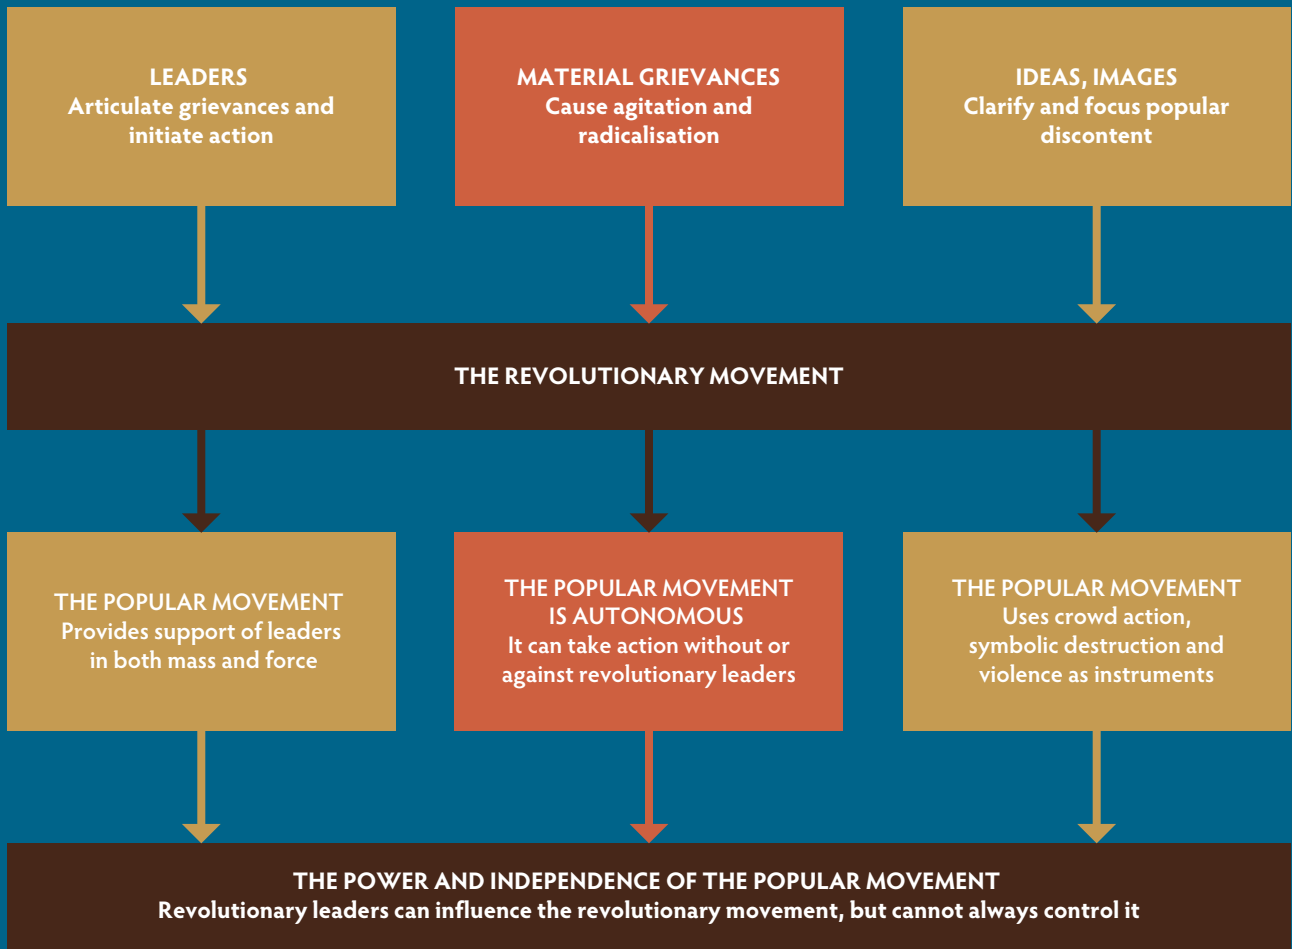 LEADERS
Articulate grievances and
initiate action
MATERIAL GRIEVANCES
Cause agitation and
radicalisation
IDEAS, IMAGES
Clarify and focus popular
discontent
THE REVOLUTIONARY MOVEMENT
THE POPULAR MOVEMENT
Provides support of leaders
in both mass and force
THE POPULAR MOVEMENT
IS AUTONOMOUS
It can take action without or
against revolutionary leaders
THE POPULAR MOVEMENT
Uses crowd action,
symbolic destruction and
violence as instruments
THE POWER AND INDEPENDENCE OF THE POPULAR MOVEMENT
Revolutionary leaders can influence the revolutionary movement, but cannot always control it